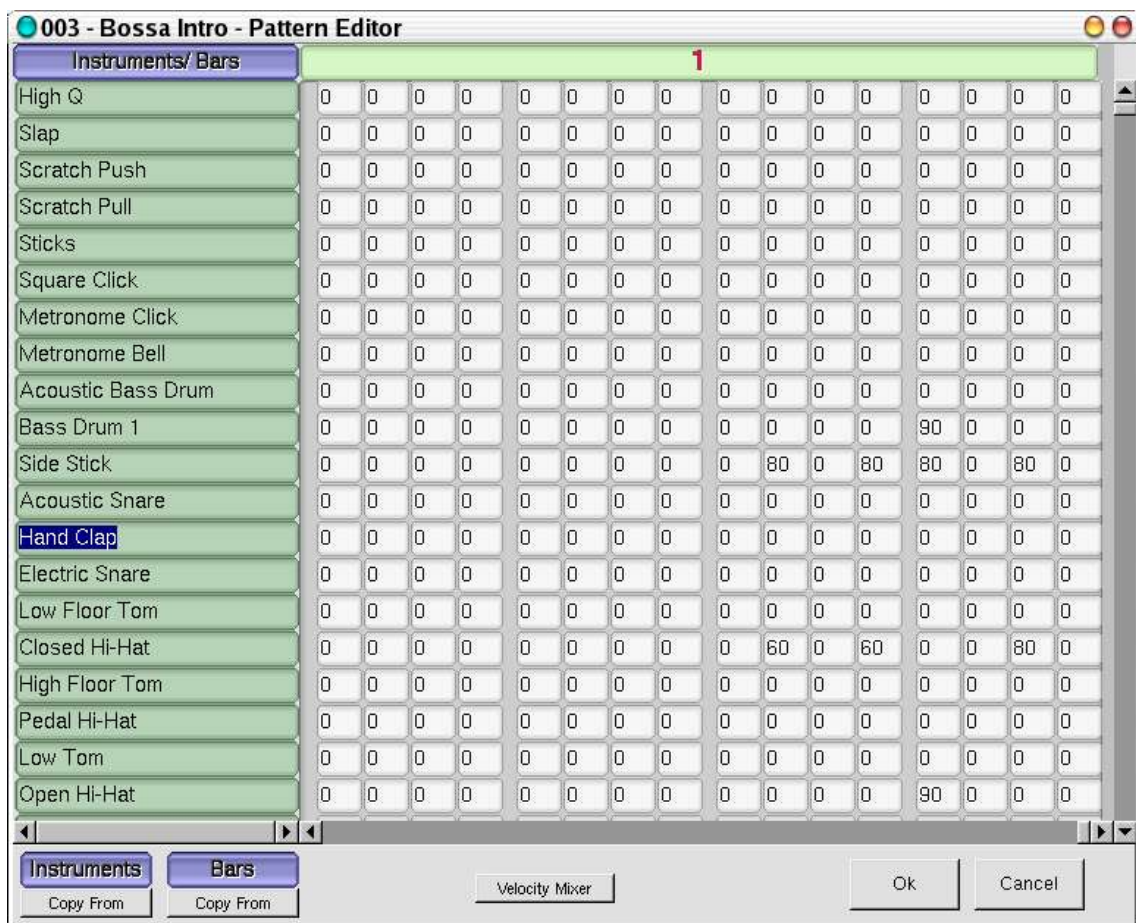 003 - Bossa Intro - Pattern Editor
Instruments/ Bars 1
High Q 0 0 0 0 0 0 0 0 0 0 0 0 0 0 0 0
Slap 0 0 0 0 0 0 0 0 0 0 0 0 0 0 0 0
Scratch Push 0 0 0 0 0 0 0 0 0 0 0 0 0 0 0 0
Scratch Pull 0 0 0 0 0 0 0 0 0 0 0 0 0 0 0 0
Sticks 0 0 0 0 0 0 0 0 0 0 0 0 0 0 0 0
Square Click 0 0 0 0 0 0 0 0 0 0 0 0 0 0 0 0
Metronome Click 0 0 0 0 0 0 0 0 0 0 0 0 0 0 0 0
Metronome Bell 0 0 0 0 0 0 0 0 0 0 0 0 0 0 0 0
Acoustic Bass Drum 0 0 0 0 0 0 0 0 0 0 0 0 0 0 0 0
Bass Drum 1 0 0 0 0 0 0 0 0 0 0 0 0 90 0 0 0
Side Stick 0 0 0 0 0 0 0 0 0 80 0 80 80 0 80 0
Acoustic Snare 0 0 0 0 0 0 0 0 0 0 0 0 0 0 0 0
Hand Clap 0 0 0 0 0 0 0 0 0 0 0 0 0 0 0 0
Electric Snare 0 0 0 0 0 0 0 0 0 0 0 0 0 0 0 0
Low Floor Tom 0 0 0 0 0 0 0 0 0 0 0 0 0 0 0 0
Closed Hi-Hat 0 0 0 0 0 0 0 0 0 60 0 60 0 0 80 0
High Floor Tom 0 0 0 0 0 0 0 0 0 0 0 0 0 0 0 0
Pedal Hi-Hat 0 0 0 0 0 0 0 0 0 0 0 0 0 0 0 0
Low Tom 0 0 0 0 0 0 0 0 0 0 0 0 0 0 0 0
Open Hi-Hat 0 0 0 0 0 0 0 0 0 0 0 0 90 0 0 0
Instruments Bars
Copy From Copy From Velocity Mixer Ok Cancel